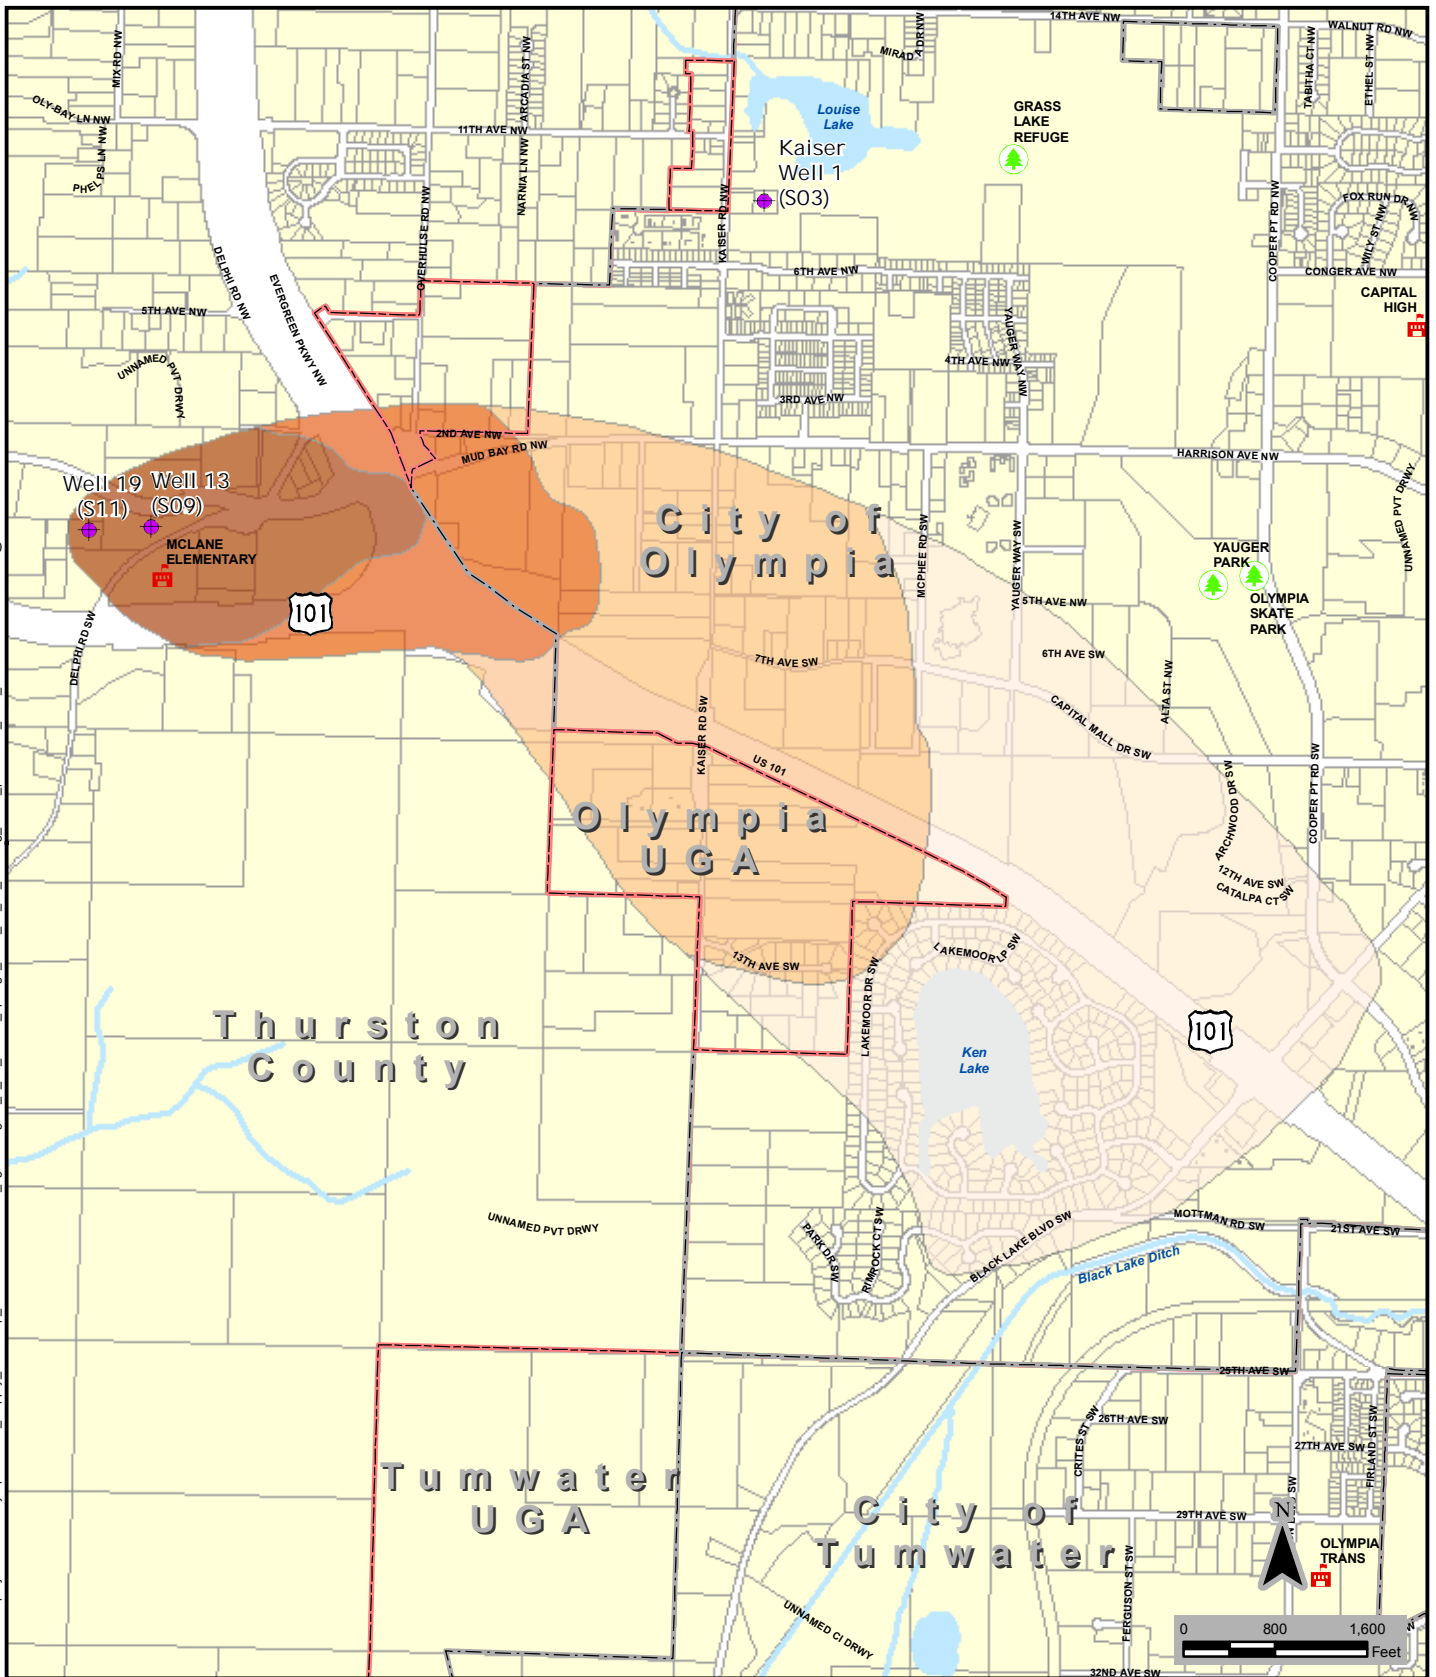 14TH AVE NW
WALNUT RD NW
MIX RD NW
ARCADIA ST NW
TABITHA CT NW
ETHEL ST NW
OLY-BAY LN NW
PHELPS LN NW
11TH AVE NW
NARNIA LN NW
Louise
Lake
GRASS
LAKE
REFUGE
Kaiser
Well 1
(S03)
KAISER RD NW
OVERHULSE RD NW
COOPER PT RD NW
FOX RUN DR NW
WILY ST NW
CONGER AVE NW
DELPHI RD NW
EVERGREEN PKWY NW
6TH AVE NW
CAPITAL
HIGH
5TH AVE NW
UNNAMED PVT DRWY
YAUGER WAY NW
4TH AVE NW
3RD AVE NW
2ND AVE NW
MUD BAY RD NW
HARRISON AVE NW
UNNAMED PVT DRWY
Well 19
(S11)
Well 13
(S09)
MCLANE
ELEMENTARY
101
City of
Olympia
MCPHEE RD SW
YAUGER WAY SW
5TH AVE NW
YAUGER
PARK
OLYMPIA
SKATE
PARK
DELPHI RD SW
7TH AVE SW
6TH AVE SW
ALTA ST NW
CAPITAL MALL DR SW
KAISER RD SW
US 101
Olympia
UGA
ARCHWOOD DR SW
COOPER PT RD SW
12TH AVE SW
CATALPA CT SW
13TH AVE SW
LAKEMOOR LP SW
LAKEMOOR DR SW
Thurston
County
Ken
Lake
101
UNNAMED PVT DRWY
PARK DR SW
RIMROCK CT SW
BLACK LAKE BLVD SW
MOTTMAN RD SW
21ST AVE SW
Black Lake Ditch
25TH AVE SW
26TH AVE SW
CRITES ST SW
27TH AVE SW
FIRLAND ST SW
Tumwater
UGA
City of
Tumwater
29TH AVE SW
N
OLYMPIA
TRANS
FERGUSON ST SW
UNNAMED CI DRWY
32ND AVE SW
0 800 1,600
Feet